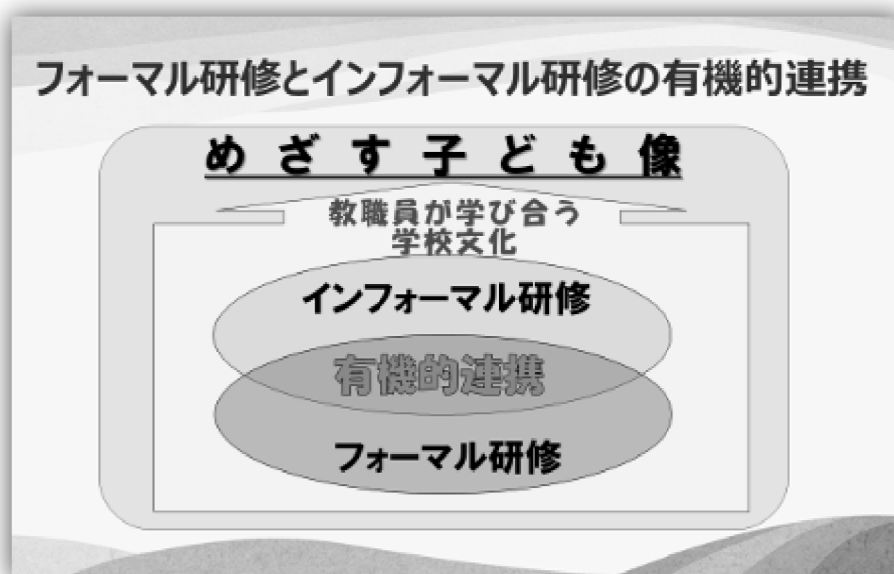 フォーマル研修とインフォーマル研修の有機的連携
めざす子ども像
教職員が学び合う
学校文化
インフォーマル研修
有機的連携
フォーマル研修